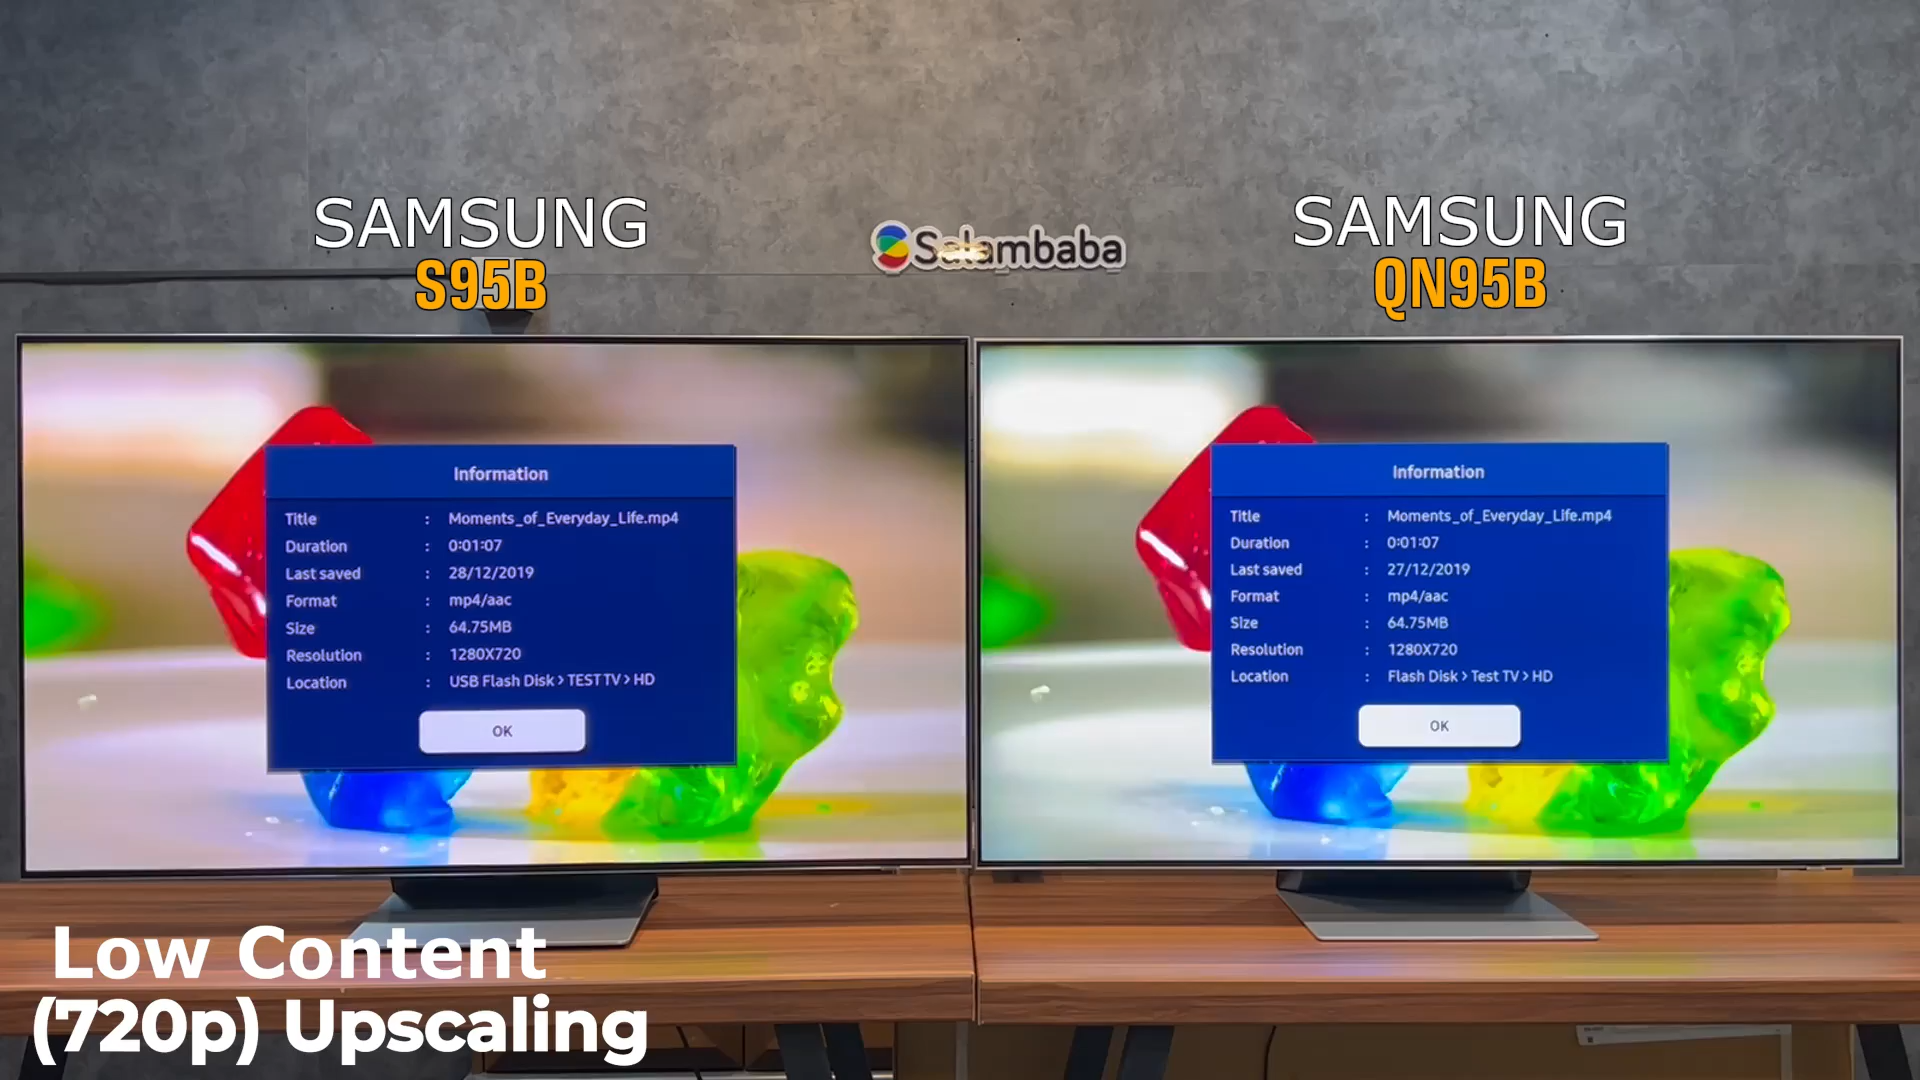 SAMSUNG
S95B
Salambaba
SAMSUNG
QN95B
Information
Title : Moments_of_Everyday_Life.mp4
Duration : 0:01:07
Last saved : 28/12/2019
Format : mp4/aac
Size : 64.75MB
Resolution : 1280X720
Location : USB Flash Disk > TEST TV > HD
OK
Information
Title : Moments_of_Everyday_Life.mp4
Duration : 0:01:07
Last saved : 27/12/2019
Format : mp4/aac
Size : 64.75MB
Resolution : 1280X720
Location : Flash Disk > Test TV > HD
OK
Low Content
(720p) Upscaling